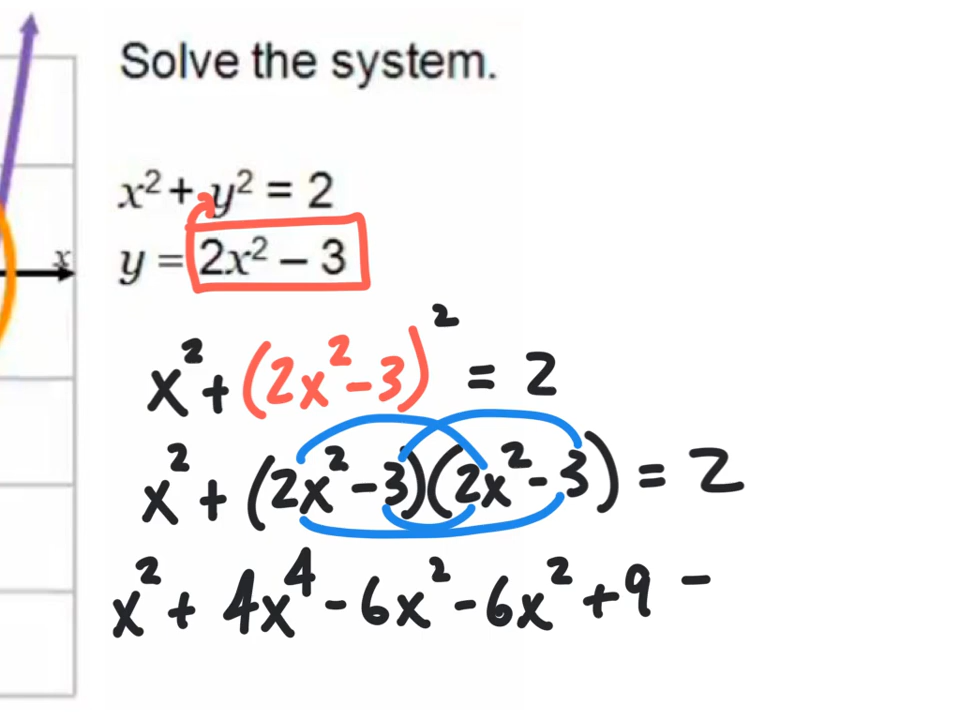 Solve the system.
x² + y² = 2
x
y = 2x² – 3
x² + (2x² - 3)² = 2
x² + (2x² - 3)(2x² - 3) = 2
x² + 4x⁴ - 6x² - 6x² + 9 -